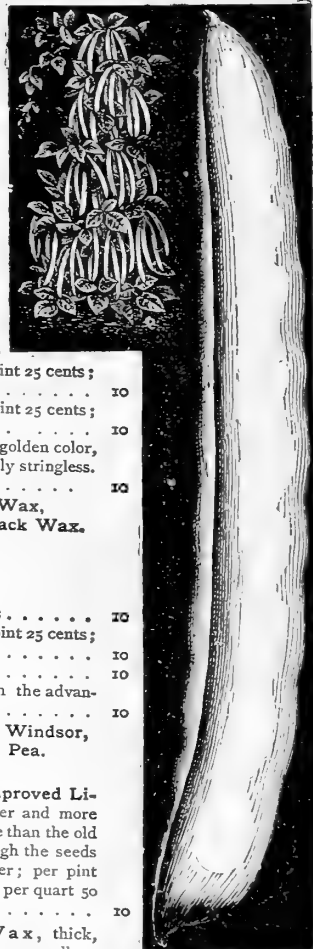 int 25 cents;
. . . . . . . 10
int 25 cents;
. . . . . . 10
golden color,
ly stringless.
. . . . . . 10
Wax,
ack Wax.
. . . . . . 10
int 25 cents;
. . . . . . . 10
. . . . . . . 10
n the advan-
. . . . . . . 10
Windsor,
Pea.
proved Li-
er and more
e than the old
gh the seeds
er; per pint
per quart 50
. . . . . . . 10
Vax, thick,